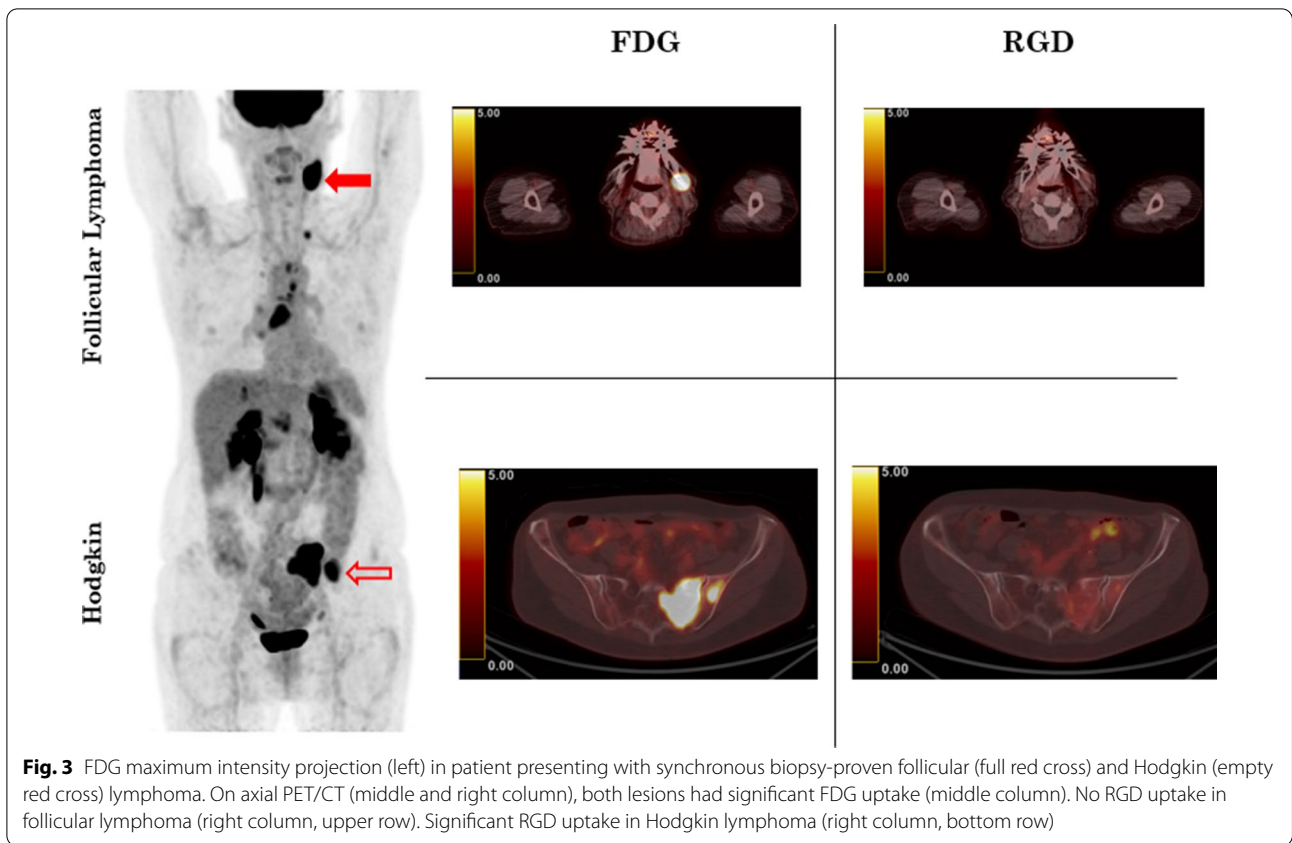 FDG
RGD
Follicular Lymphoma
5.00
0.00
5.00
0.00
Hodgkin
5.00
0.00
5.00
0.00
Fig. 3 FDG maximum intensity projection (left) in patient presenting with synchronous biopsy-proven follicular (full red cross) and Hodgkin (empty
red cross) lymphoma. On axial PET/CT (middle and right column), both lesions had significant FDG uptake (middle column). No RGD uptake in
follicular lymphoma (right column, upper row). Significant RGD uptake in Hodgkin lymphoma (right column, bottom row)